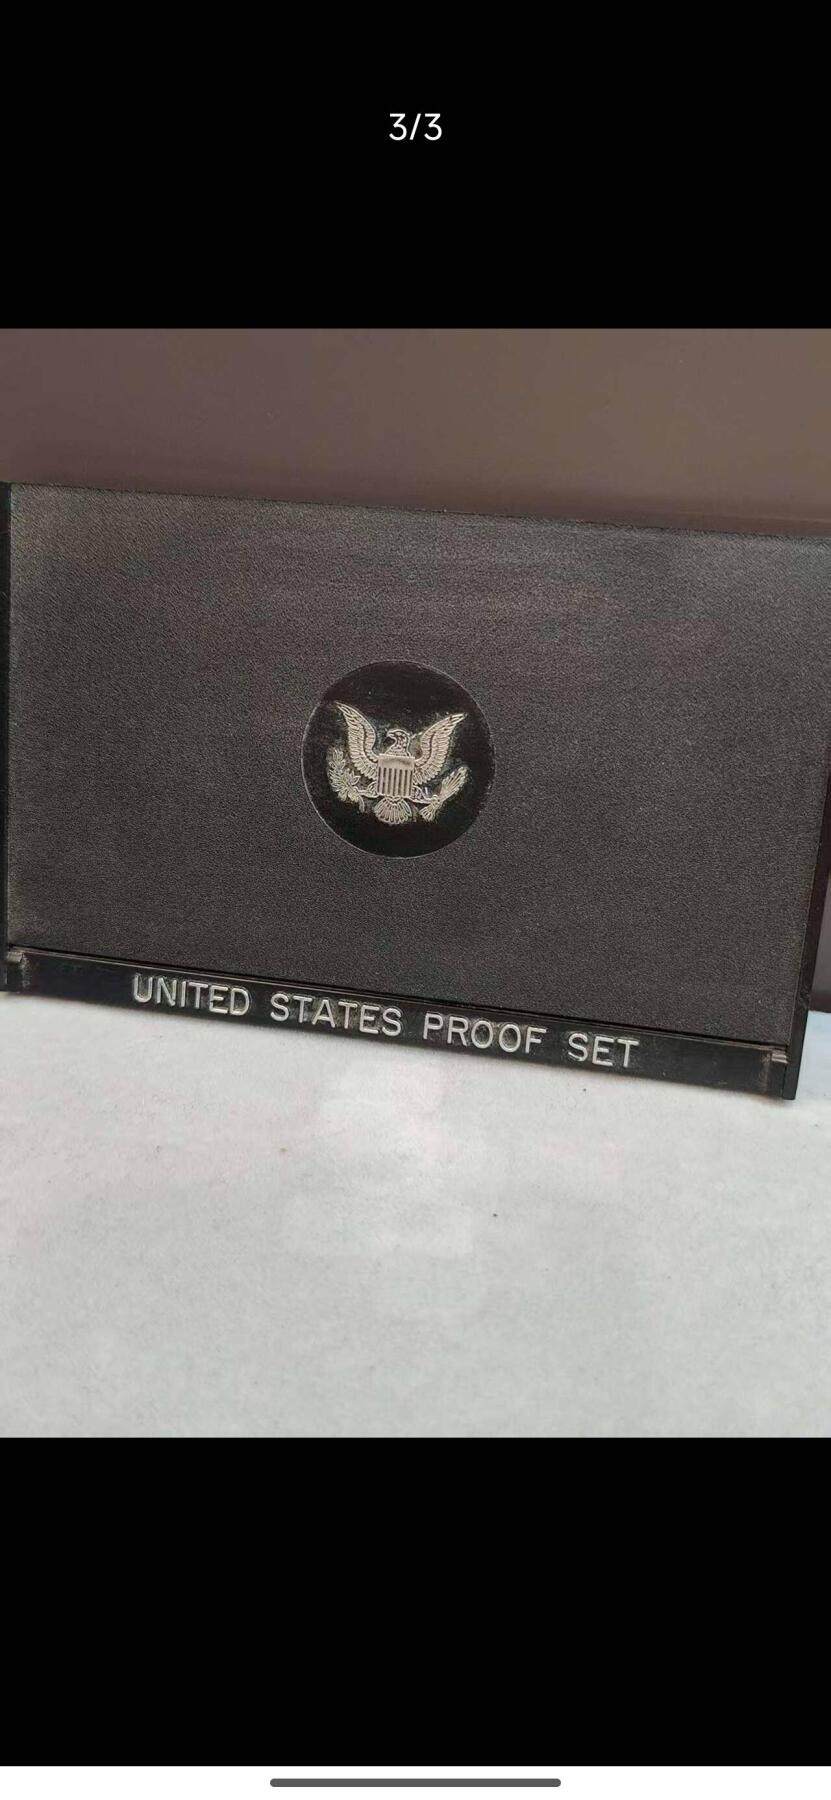 3/3
UNITED STATES PROOF SET